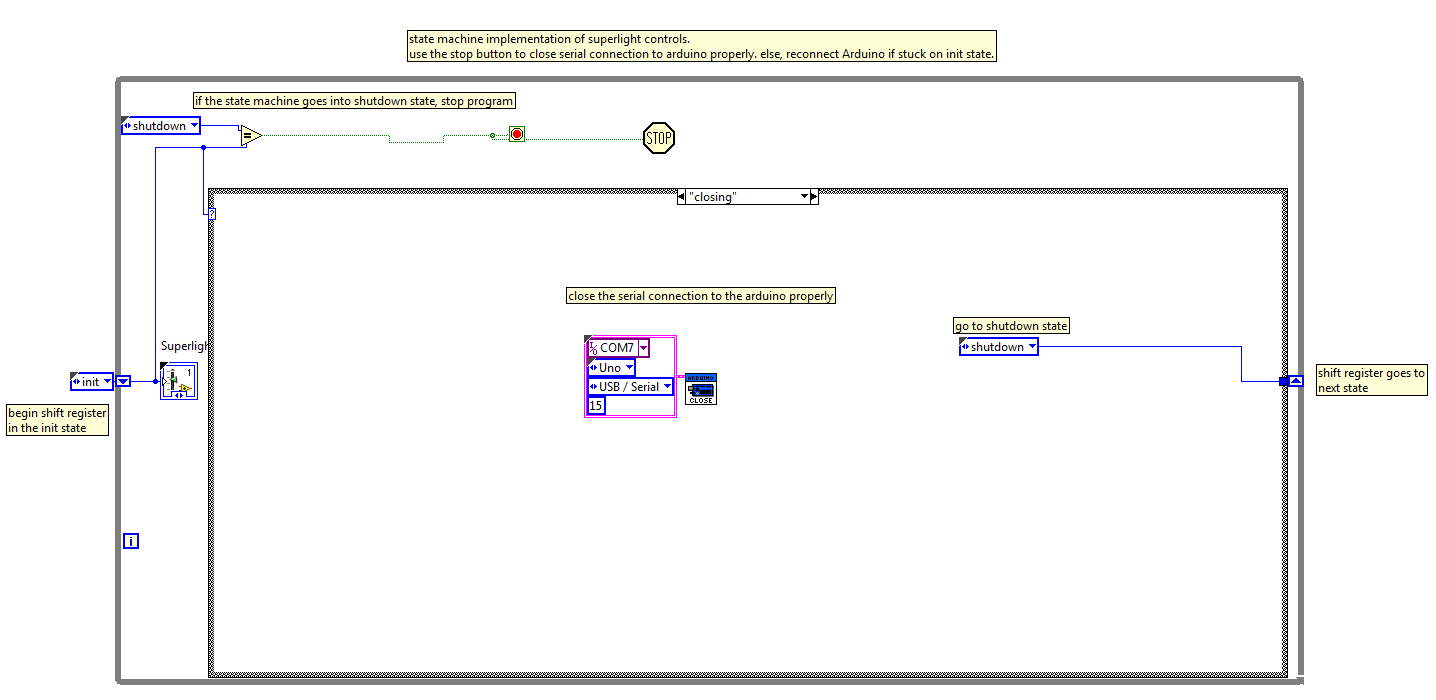 state machine implementation of superlight controls.
use the stop button to close serial connection to arduino properly. else, reconnect Arduino if stuck on init state.
if the state machine goes into shutdown state, stop program
shutdown
=
STOP
"closing"
?
close the serial connection to the arduino properly
go to shutdown state
shutdown
Superligh
1
COM7
Uno
USB / Serial
15
ARDUINO
CLOSE
init
begin shift register
in the init state
shift register goes to
next state
i